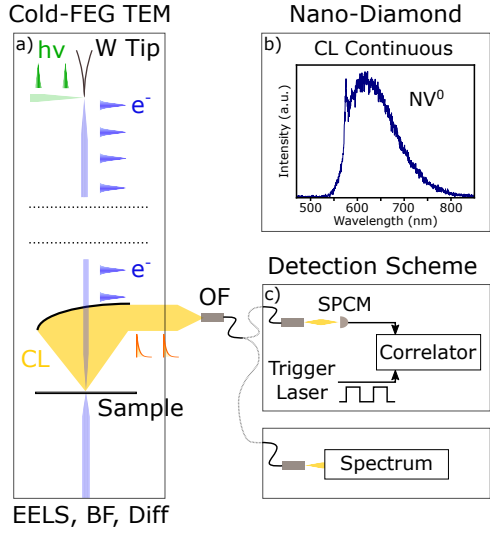 Cold-FEG TEM
a)
W Tip
hν
e-
e-
CL
OF
Sample
EELS, BF, Diff
Nano-Diamond
b)
CL Continuous
NV⁰
Intensity (a.u.)
500 600 700 800
Wavelength (nm)
Detection Scheme
c)
SPCM
Correlator
Trigger
Laser
Spectrum